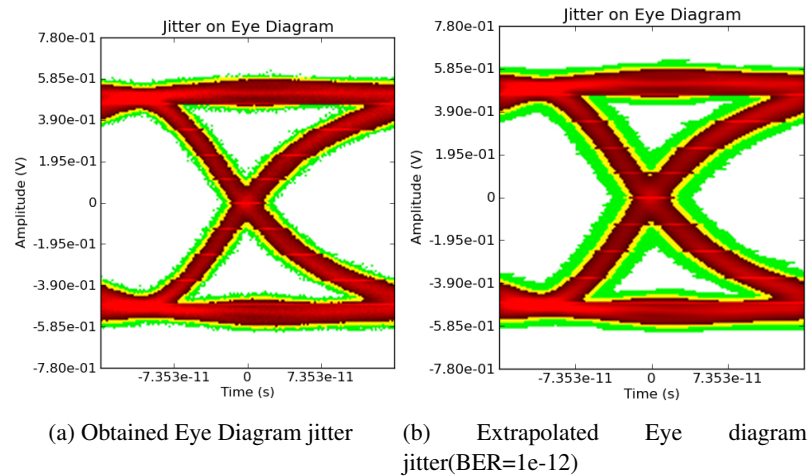 Jitter on Eye Diagram
7.80e-01
5.85e-01
3.90e-01
1.95e-01
0
-1.95e-01
-3.90e-01
-5.85e-01
-7.80e-01
Amplitude (V)
-7.353e-11
0
7.353e-11
Time (s)
(a) Obtained Eye Diagram jitter
Jitter on Eye Diagram
7.80e-01
5.85e-01
3.90e-01
1.95e-01
0
-1.95e-01
-3.90e-01
-5.85e-01
-7.80e-01
Amplitude (V)
-7.353e-11
0
7.353e-11
Time (s)
(b) Extrapolated Eye diagram
jitter(BER=1e-12)